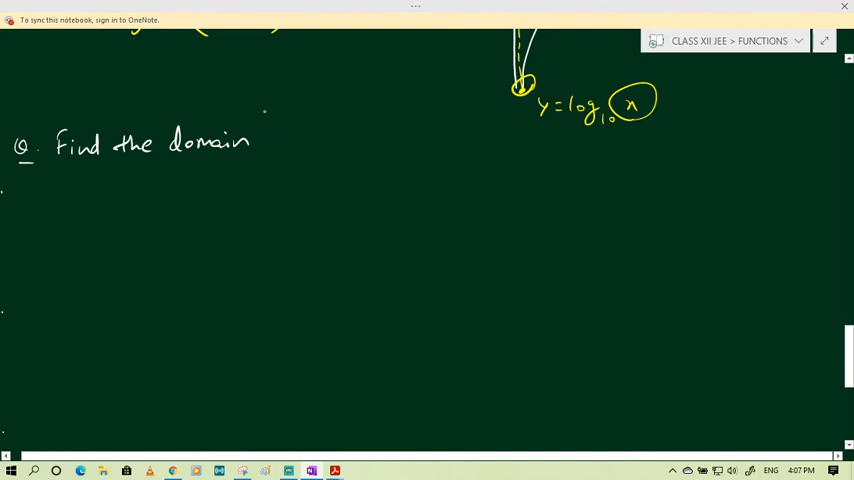 To sync this notebook, sign in to OneNote.
CLASS XII JEE > FUNCTIONS
y = log10 x
Q. Find the domain
ENG 4:07 PM